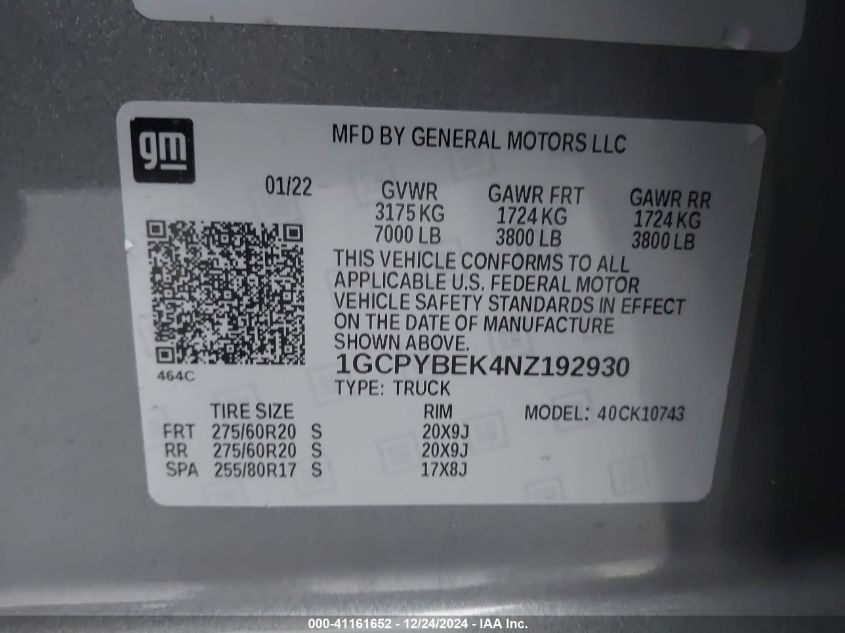 gm
MFD BY GENERAL MOTORS LLC
01/22
GVWR GAWR FRT GAWR RR
3175 KG 1724 KG 1724 KG
7000 LB 3800 LB 3800 LB
THIS VEHICLE CONFORMS TO ALL
APPLICABLE U.S. FEDERAL MOTOR
VEHICLE SAFETY STANDARDS IN EFFECT
ON THE DATE OF MANUFACTURE
SHOWN ABOVE.
464C
1GCPYBEK4NZ192930
TYPE: TRUCK
TIRE SIZE RIM MODEL: 40CK10743
FRT 275/60R20 S 20X9J
RR 275/60R20 S 20X9J
SPA 255/80R17 S 17X8J
000-41161652 - 12/24/2024 - IAA Inc.